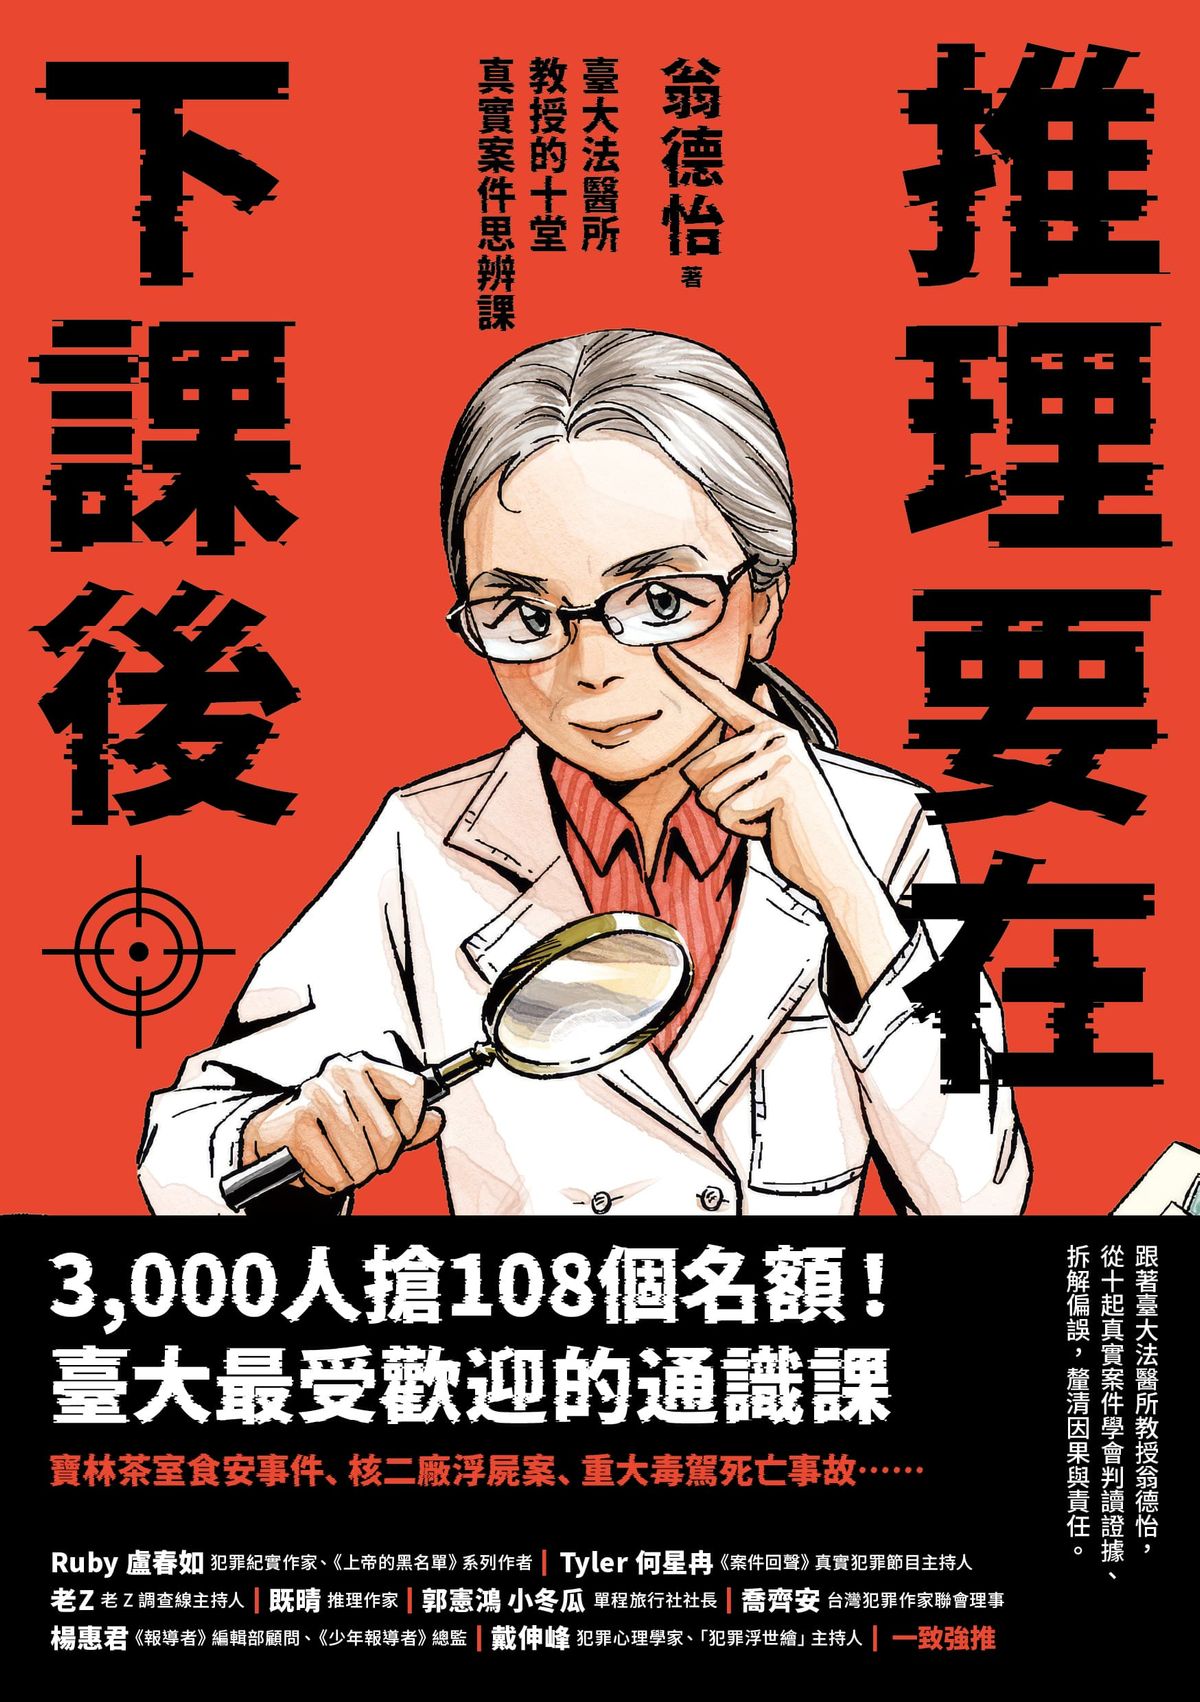 推理要在
下課後
翁德怡 著
臺大法醫所
教授的十堂
真實案件思辨課
3,000人搶108個名額！
臺大最受歡迎的通識課
寶林茶室食安事件、核二廠浮屍案、重大毒駕死亡事故……
跟著臺大法醫所教授翁德怡，
從十起真實案件學會判讀證據、
拆解偏誤，釐清因果與責任。
Ruby 盧春如 犯罪紀實作家、《上帝的黑名單》系列作者｜Tyler 何星冉《案件回聲》真實犯罪節目主持人
老Z 老 Z 調查線主持人｜既晴 推理作家｜郭憲鴻 小冬瓜 單程旅行社社長｜喬齊安 台灣犯罪作家聯會理事
楊惠君《報導者》編輯部顧問、《少年報導者》總監｜戴伸峰 犯罪心理學家、「犯罪浮世繪」主持人｜一致強推